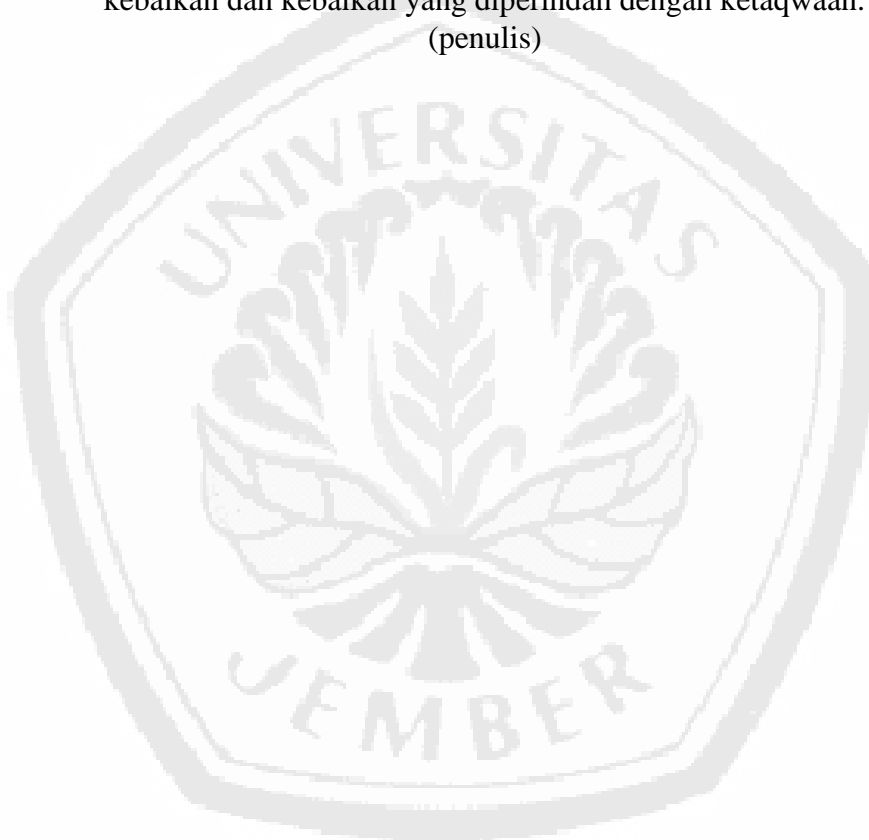 kebaikan dan kebaikan yang diperindah dengan ketaqwaan.
(penulis)
UNIVERSITAS
JEMBER